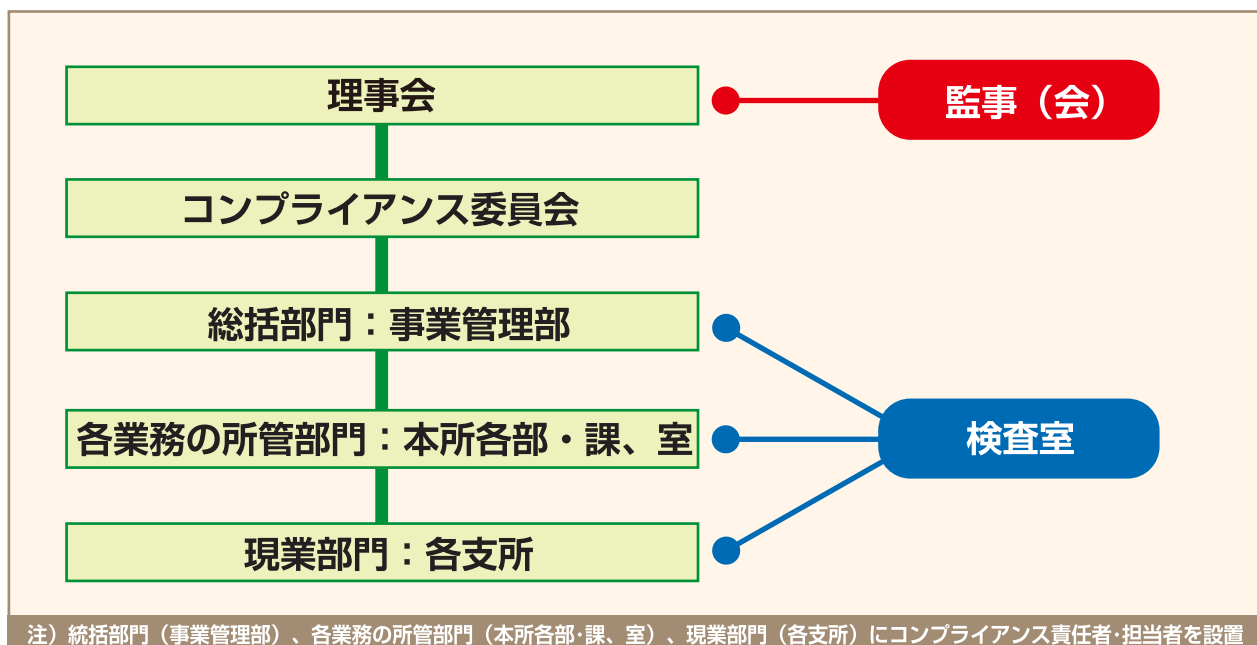 理事会
監事（会）
コンプライアンス委員会
総括部門：事業管理部
各業務の所管部門：本所各部・課、室
検査室
現業部門：各支所
注）統括部門（事業管理部）、各業務の所管部門（本所各部･課、室）、現業部門（各支所）にコンプライアンス責任者･担当者を設置